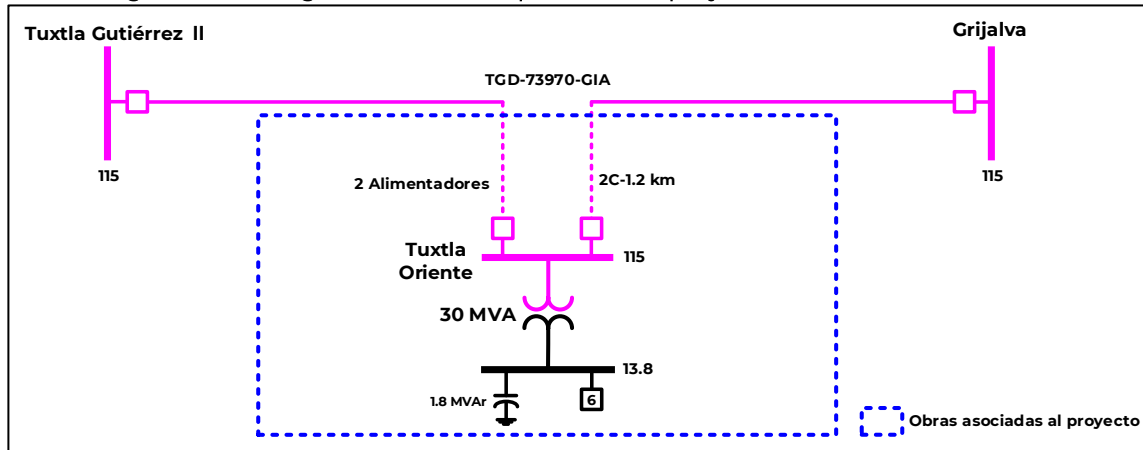 Tuxtla Gutiérrez II
Grijalva
TGD-73970-GIA
115
2 Alimentadores
2C-1.2 km
115
Tuxtla
Oriente
115
30 MVA
13.8
1.8 MVAr
6
Obras asociadas al proyecto